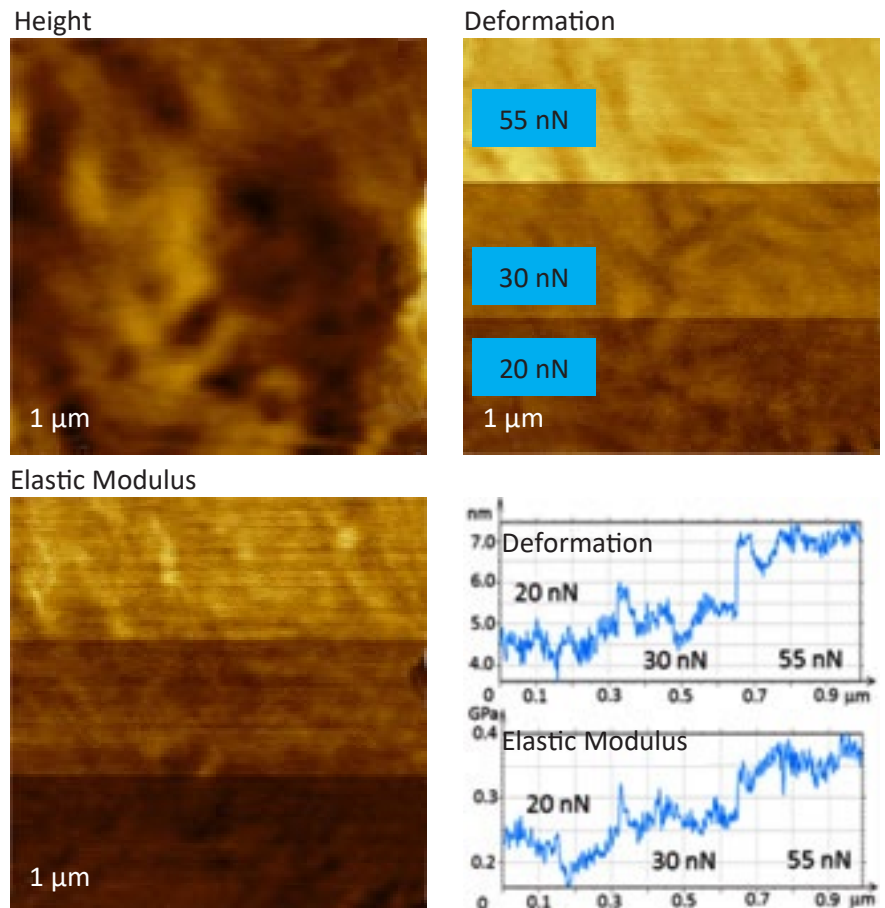 Height
Deformation
55 nN
30 nN
20 nN
1 μm
1 μm
Elastic Modulus
1 μm
nm
7.0
6.0
5.0
4.0
Deformation
20 nN
30 nN
55 nN
0 0.1 0.3 0.5 0.7 0.9 μm
GPa
0.4
0.3
0.2
Elastic Modulus
20 nN
30 nN
55 nN
0 0.1 0.3 0.5 0.7 0.9 μm